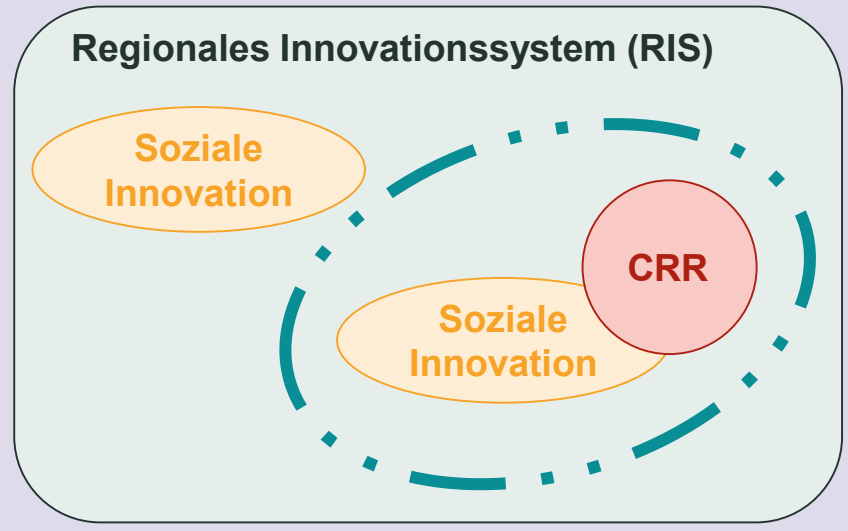 Regionales Innovationssystem (RIS)
Soziale
Innovation
CRR
Soziale
Innovation